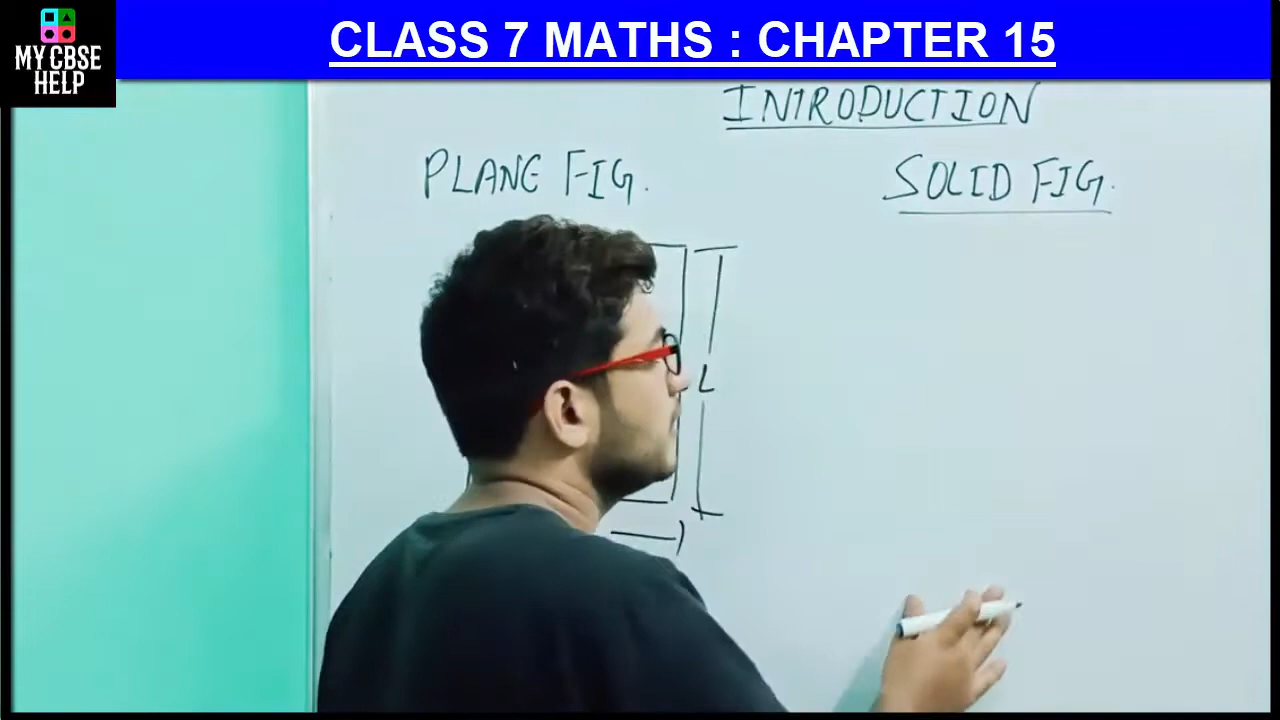 MY CBSE
HELP
CLASS 7 MATHS : CHAPTER 15
INTRODUCTION
PLANE FIG.
SOLID FIG.
L